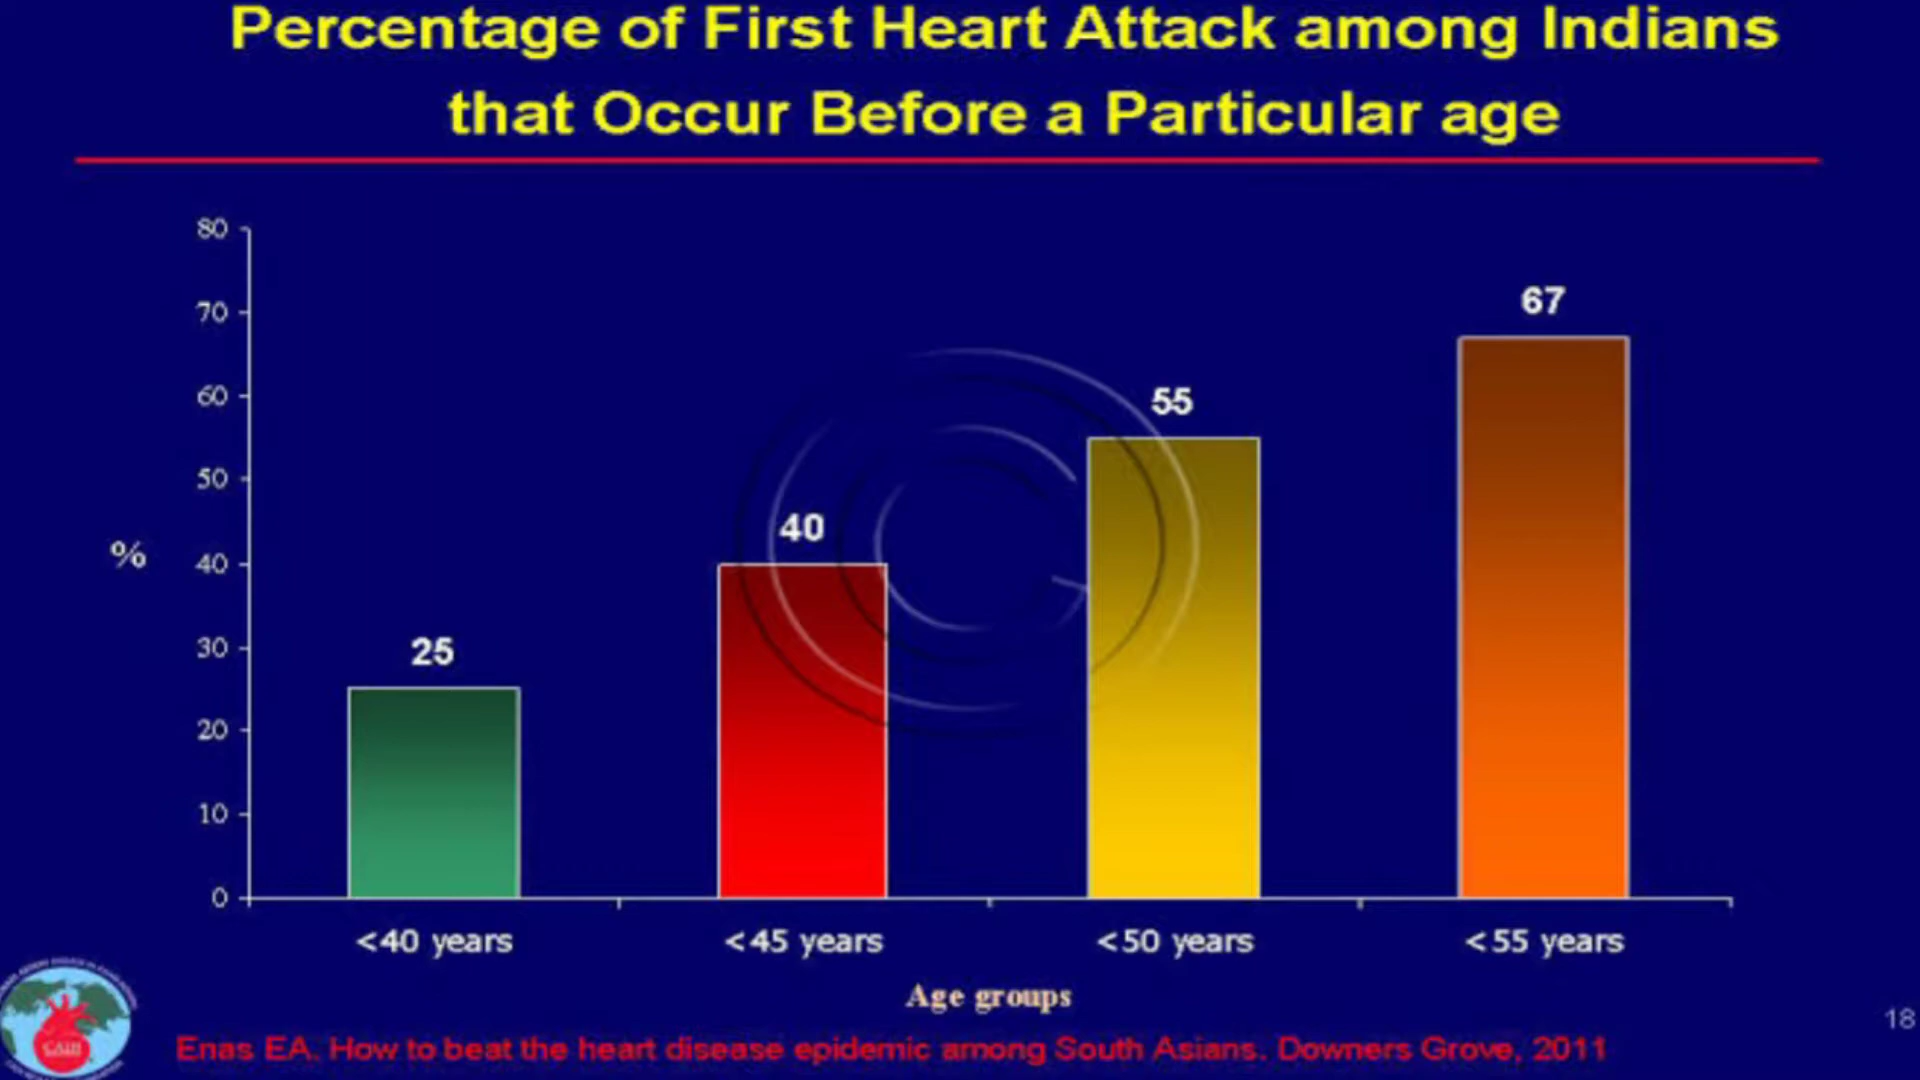 Percentage of First Heart Attack among Indians
that Occur Before a Particular age
80
70
60
50
40
30
20
10
0
%
25
40
55
67
<40 years
<45 years
<50 years
<55 years
Age groups
18
CADI
Enas EA. How to beat the heart disease epidemic among South Asians. Downers Grove, 2011